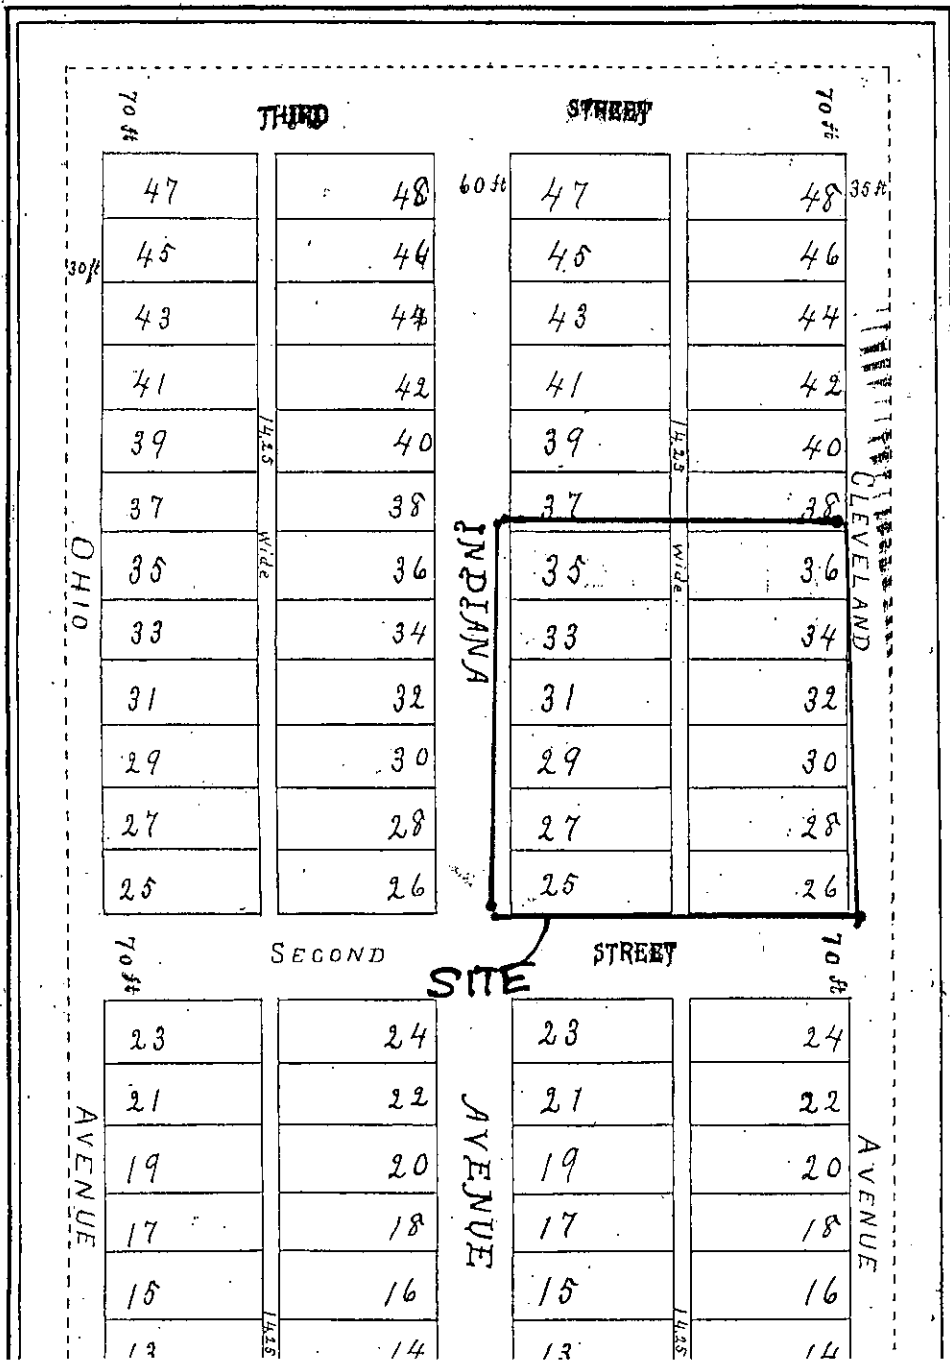 70 ft THIRD STREET 70 ft
47 48 60 ft 47 48 35 ft
30 ft 45 46 45 46
43 44 43 44
41 42 41 42
39 14.25 40 39 14.25 40
37 38 37 38
OHIO INDIANA CLEVELAND
35 Wide 36 35 Wide 36
33 34 33 34
31 32 31 32
29 30 29 30
27 28 27 28
25 26 25 26
70 ft SECOND STREET 70 ft
SITE
23 24 23 24
21 22 21 22
AVENUE AVENUE AVENUE
19 20 19 20
17 18 17 18
15 16 15 16
13 14.25 14 13 14.25 14